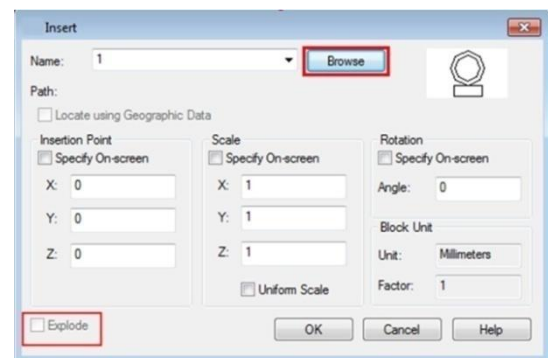 Insert
Name: 1 Browse
Path:
Locate using Geographic Data
Insertion Point
Specify On-screen
X: 0
Y: 0
Z: 0
Scale
Specify On-screen
X: 1
Y: 1
Z: 1
Uniform Scale
Rotation
Specify On-screen
Angle: 0
Block Unit
Unit: Millimeters
Factor: 1
Explode
OK Cancel Help